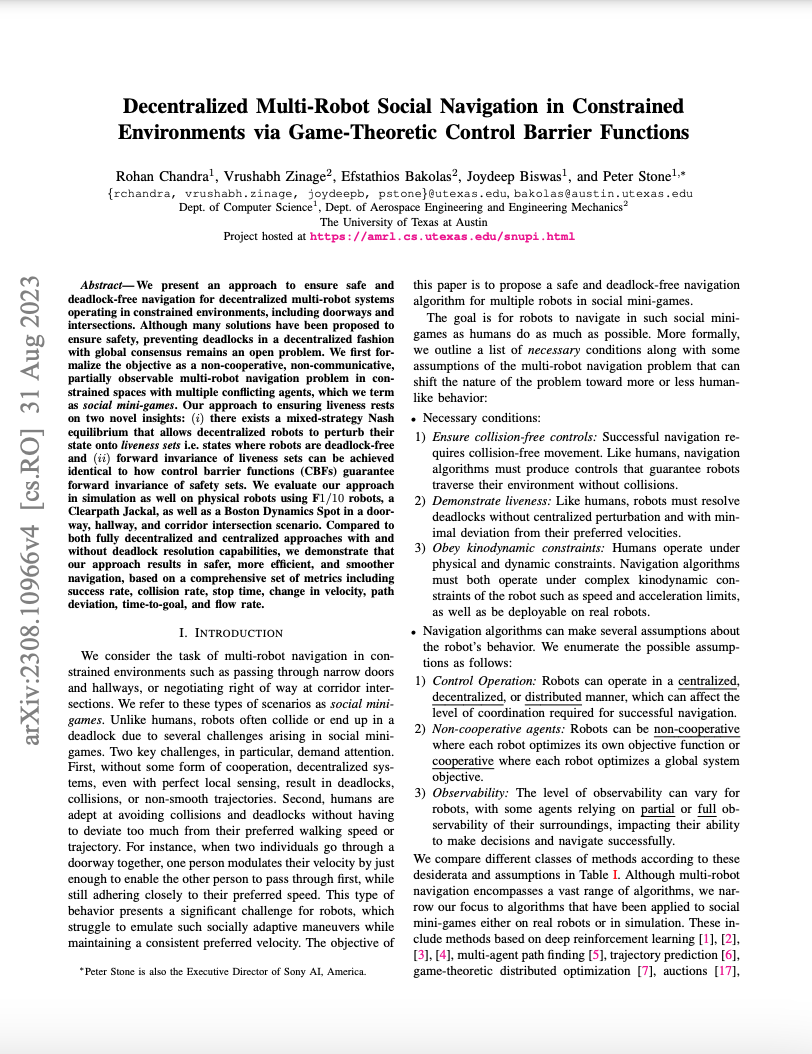 Decentralized Multi-Robot Social Navigation in Constrained
Environments via Game-Theoretic Control Barrier Functions
Rohan Chandra1, Vrushabh Zinage2, Efstathios Bakolas2, Joydeep Biswas1, and Peter Stone1,*
{rchandra, vrushabh.zinage, joydeepb, pstone}@utexas.edu, bakolas@austin.utexas.edu
Dept. of Computer Science1, Dept. of Aerospace Engineering and Engineering Mechanics2
The University of Texas at Austin
Project hosted at https://amrl.cs.utexas.edu/snupi.html
arXiv:2308.10966v4 [cs.RO] 31 Aug 2023
Abstract— We present an approach to ensure safe and
deadlock-free navigation for decentralized multi-robot systems
operating in constrained environments, including doorways and
intersections. Although many solutions have been proposed to
ensure safety, preventing deadlocks in a decentralized fashion
with global consensus remains an open problem. We first for-
malize the objective as a non-cooperative, non-communicative,
partially observable multi-robot navigation problem in con-
strained spaces with multiple conflicting agents, which we term
as social mini-games. Our approach to ensuring liveness rests
on two novel insights: (i) there exists a mixed-strategy Nash
equilibrium that allows decentralized robots to perturb their
state onto liveness sets i.e. states where robots are deadlock-free
and (ii) forward invariance of liveness sets can be achieved
identical to how control barrier functions (CBFs) guarantee
forward invariance of safety sets. We evaluate our approach
in simulation as well on physical robots using F1/10 robots, a
Clearpath Jackal, as well as a Boston Dynamics Spot in a door-
way, hallway, and corridor intersection scenario. Compared to
both fully decentralized and centralized approaches with and
without deadlock resolution capabilities, we demonstrate that
our approach results in safer, more efficient, and smoother
navigation, based on a comprehensive set of metrics including
success rate, collision rate, stop time, change in velocity, path
deviation, time-to-goal, and flow rate.
I. INTRODUCTION
We consider the task of multi-robot navigation in con-
strained environments such as passing through narrow doors
and hallways, or negotiating right of way at corridor inter-
sections. We refer to these types of scenarios as social mini-
games. Unlike humans, robots often collide or end up in a
deadlock due to several challenges arising in social mini-
games. Two key challenges, in particular, demand attention.
First, without some form of cooperation, decentralized sys-
tems, even with perfect local sensing, result in deadlocks,
collisions, or non-smooth trajectories. Second, humans are
adept at avoiding collisions and deadlocks without having
to deviate too much from their preferred walking speed or
trajectory. For instance, when two individuals go through a
doorway together, one person modulates their velocity by just
enough to enable the other person to pass through first, while
still adhering closely to their preferred speed. This type of
behavior presents a significant challenge for robots, which
struggle to emulate such socially adaptive maneuvers while
maintaining a consistent preferred velocity. The objective of
*Peter Stone is also the Executive Director of Sony AI, America.
this paper is to propose a safe and deadlock-free navigation
algorithm for multiple robots in social mini-games.
The goal is for robots to navigate in such social mini-
games as humans do as much as possible. More formally,
we outline a list of necessary conditions along with some
assumptions of the multi-robot navigation problem that can
shift the nature of the problem toward more or less human-
like behavior:
• Necessary conditions:
1) Ensure collision-free controls: Successful navigation re-
quires collision-free movement. Like humans, navigation
algorithms must produce controls that guarantee robots
traverse their environment without collisions.
2) Demonstrate liveness: Like humans, robots must resolve
deadlocks without centralized perturbation and with min-
imal deviation from their preferred velocities.
3) Obey kinodynamic constraints: Humans operate under
physical and dynamic constraints. Navigation algorithms
must both operate under complex kinodynamic con-
straints of the robot such as speed and acceleration limits,
as well as be deployable on real robots.
• Navigation algorithms can make several assumptions about
the robot's behavior. We enumerate the possible assump-
tions as follows:
1) Control Operation: Robots can operate in a centralized,
decentralized, or distributed manner, which can affect the
level of coordination required for successful navigation.
2) Non-cooperative agents: Robots can be non-cooperative
where each robot optimizes its own objective function or
cooperative where each robot optimizes a global system
objective.
3) Observability: The level of observability can vary for
robots, with some agents relying on partial or full ob-
servability of their surroundings, impacting their ability
to make decisions and navigate successfully.
We compare different classes of methods according to these
desiderata and assumptions in Table I. Although multi-robot
navigation encompasses a vast range of algorithms, we nar-
row our focus to algorithms that have been applied to social
mini-games either on real robots or in simulation. These in-
clude methods based on deep reinforcement learning [1], [2],
[3], [4], multi-agent path finding [5], trajectory prediction [6],
game-theoretic distributed optimization [7], auctions [17],